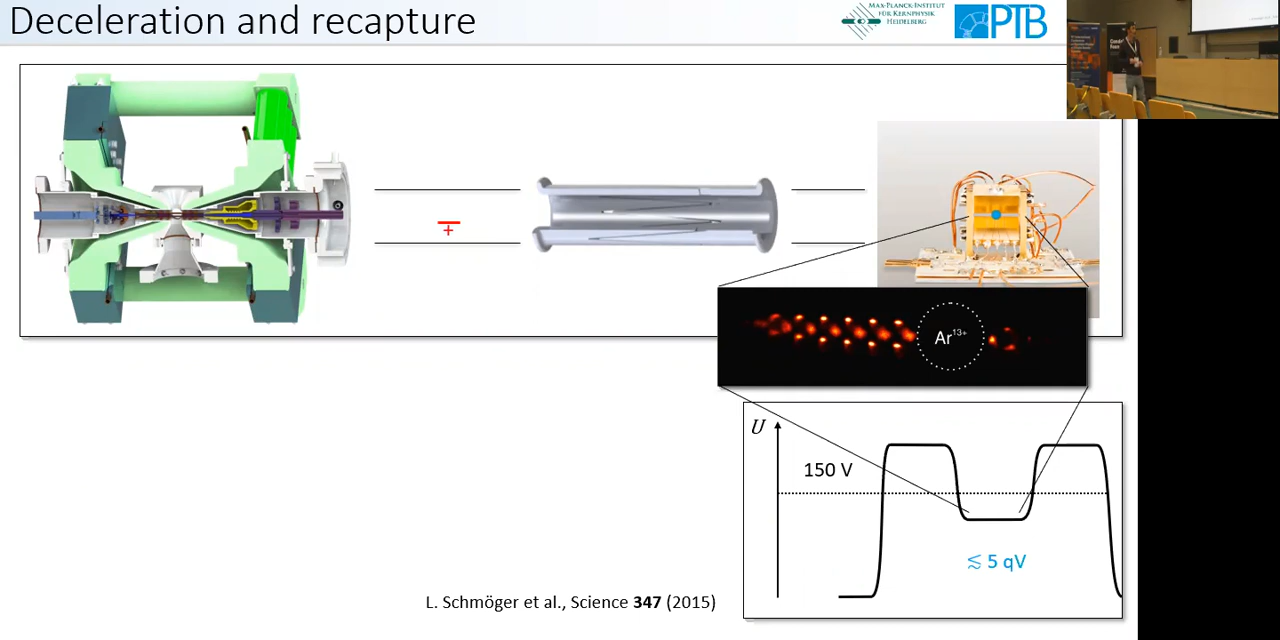 Deceleration and recapture
MAX-PLANCK-INSTITUT
FÜR KERNPHYSIK
HEIDELBERG
PTB
Ar13+
U
150 V
≲ 5 qV
L. Schmöger et al., Science 347 (2015)